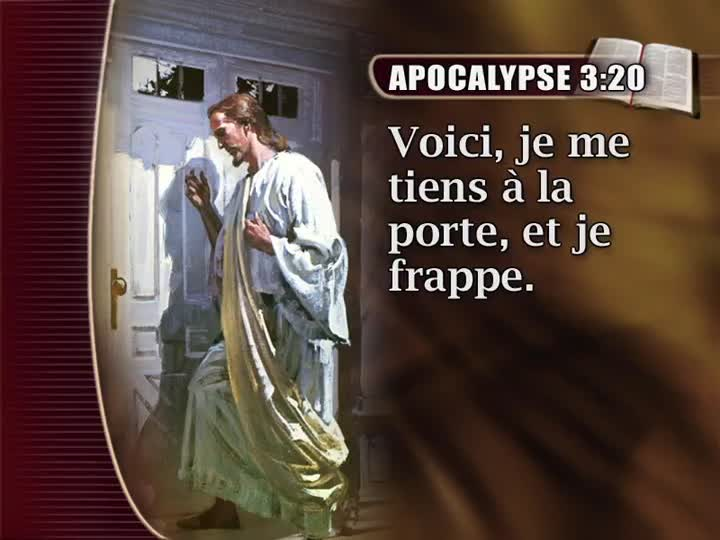 APOCALYPSE 3:20
Voici, je me
tiens à la
porte, et je
frappe.